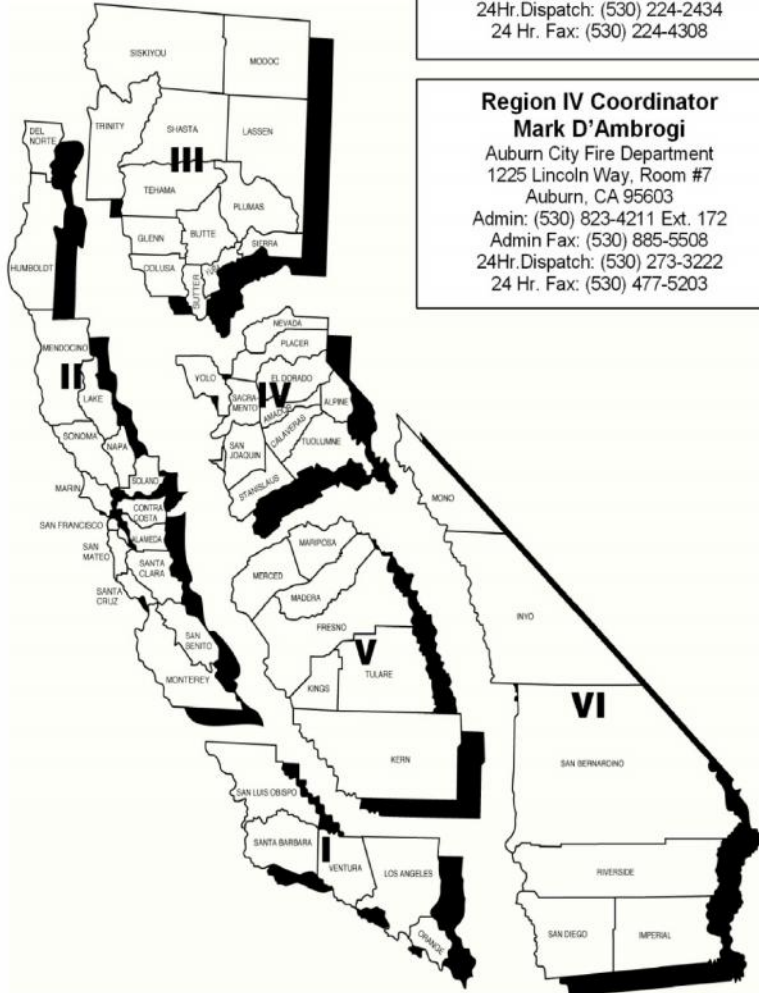 24Hr.Dispatch: (530) 224-2434
24 Hr. Fax: (530) 224-4308
Region IV Coordinator
Mark D'Ambrogi
Auburn City Fire Department
1225 Lincoln Way, Room #7
Auburn, CA 95603
Admin: (530) 823-4211 Ext. 172
Admin Fax: (530) 885-5508
24Hr.Dispatch: (530) 273-3222
24 Hr. Fax: (530) 477-5203
SISKIYOU
MODOC
DEL
NORTE
TRINITY
SHASTA
LASSEN
III
TEHAMA
PLUMAS
HUMBOLDT
GLENN
BUTTE
SIERRA
COLUSA
SUTTER
MENDOCINO
II
LAKE
SONOMA
NAPA
SOLANO
MARIN
CONTRA
COSTA
SAN FRANCISCO
ALAMEDA
SAN
MATEO
SANTA
CLARA
SANTA
CRUZ
SAN
BENITO
MONTEREY
NEVADA
PLACER
YOLO
EL DORADO
IV
SACRA-
MENTO
AMADOR
ALPINE
CALAVERAS
SAN
JOAQUIN
TUOLUMNE
STANISLAUS
MARIPOSA
MERCED
MADERA
FRESNO
V
TULARE
KINGS
KERN
MONO
INYO
VI
SAN BERNARDINO
RIVERSIDE
SAN DIEGO
IMPERIAL
SAN LUIS OBISPO
SANTA BARBARA
I
VENTURA
LOS ANGELES
ORANGE